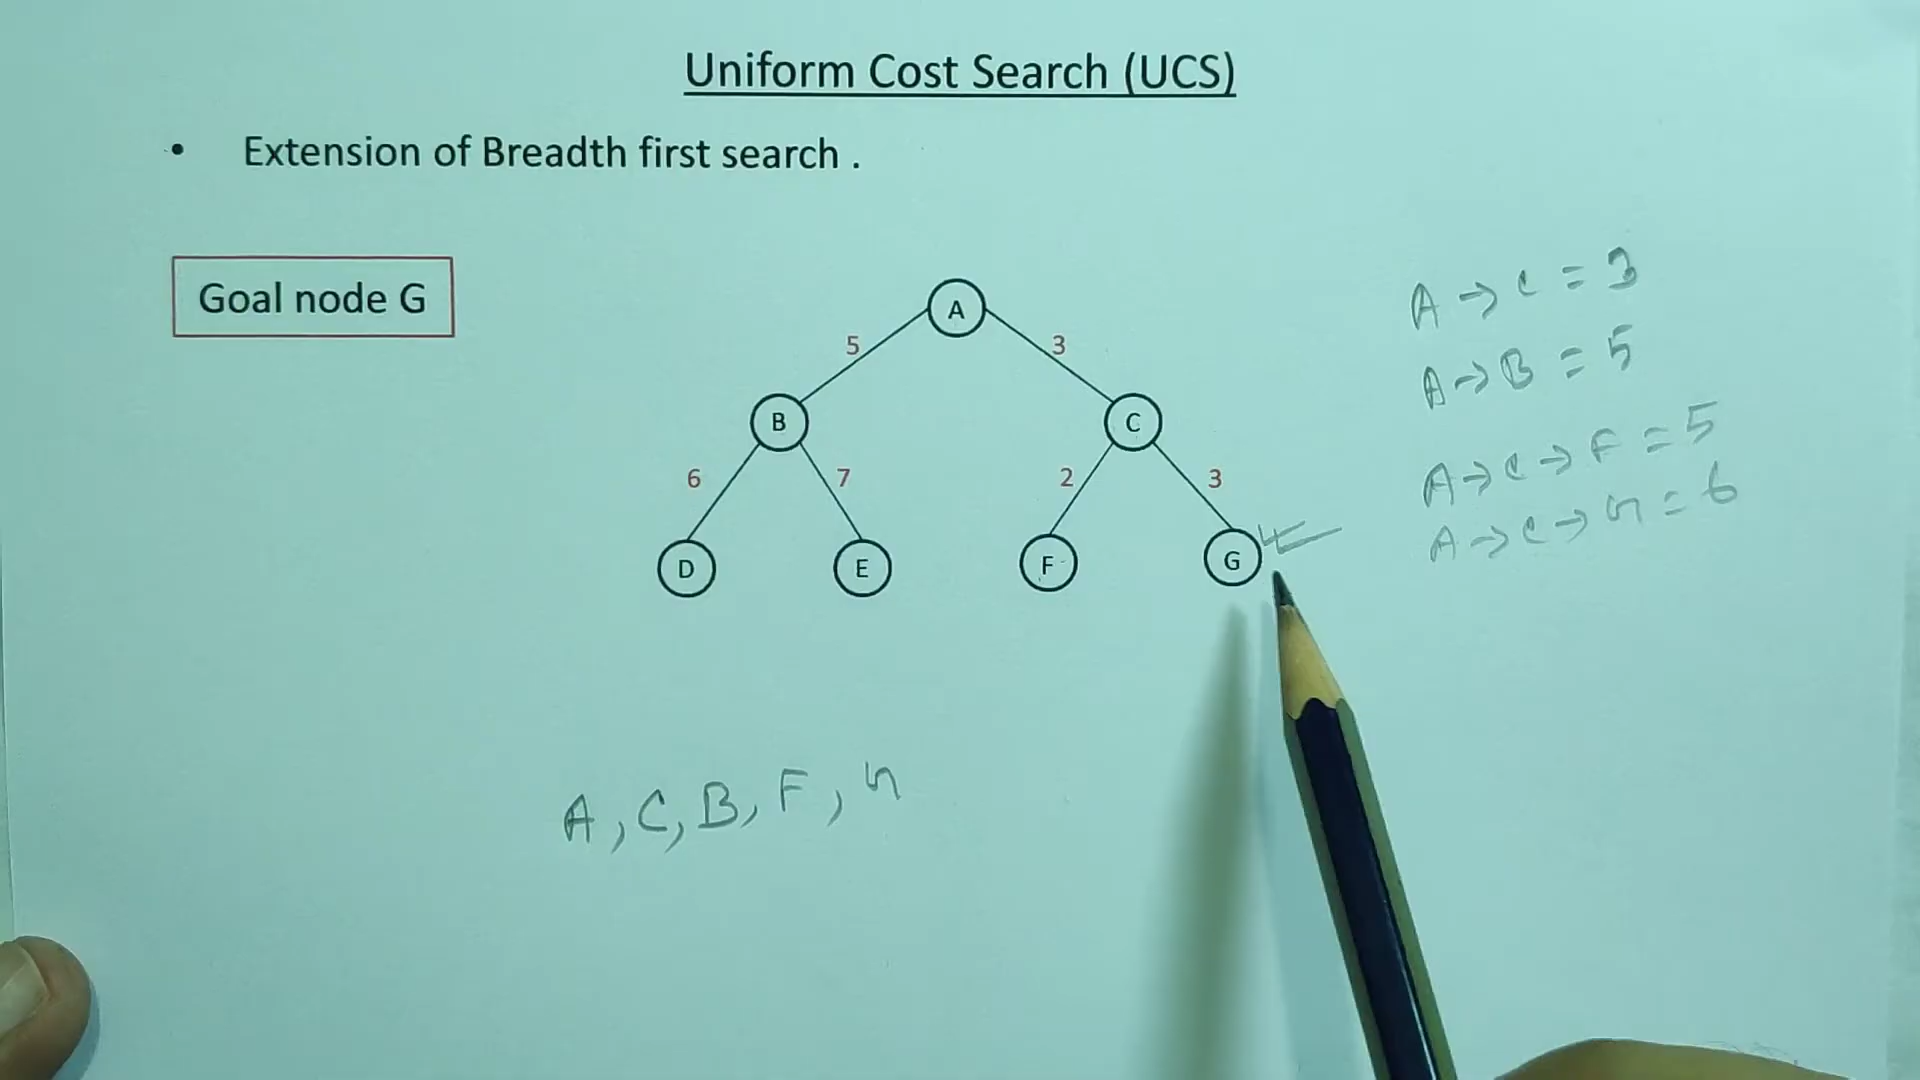 Uniform Cost Search (UCS)
• Extension of Breadth first search .
Goal node G
A
5 3
B C
6 7 2 3
D E F G
A → C = 3
A → B = 5
A → C → F = 5
A → C → G = 6
A , C, B, F , G